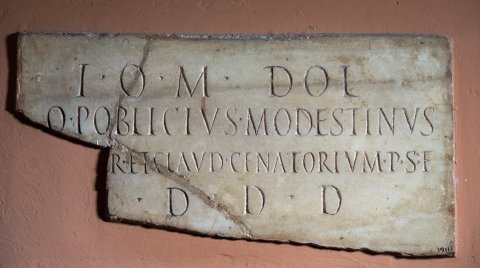 I · O · M · DOL
Q · POBLICIVS · MODESTINVS
R · ET CLAVD · CENATORIVM · P · S · F
D D D